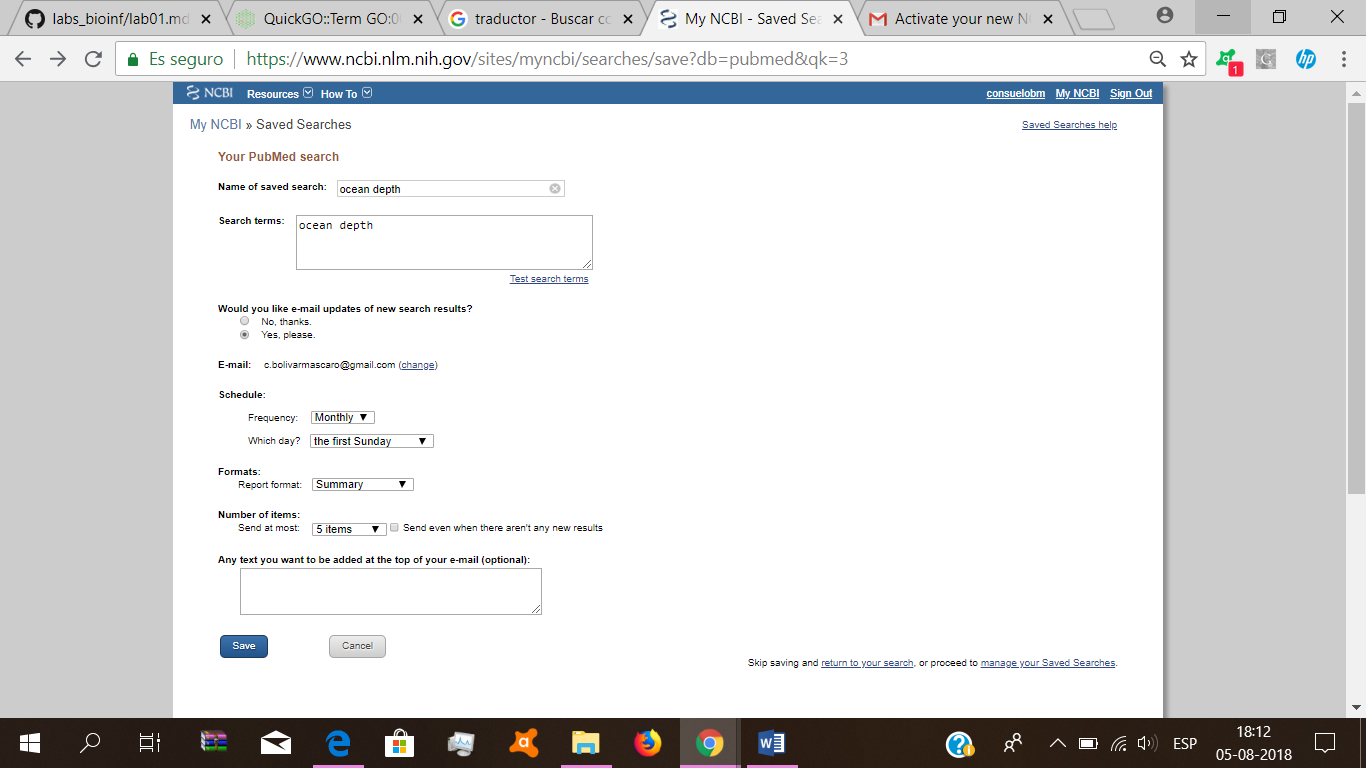 labs_bioinf/lab01.md
QuickGO::Term GO:0
traductor - Buscar co
My NCBI - Saved Sea
Activate your new N
Es seguro
https://www.ncbi.nlm.nih.gov/sites/myncbi/searches/save?db=pubmed&qk=3
1
hp
NCBI Resources How To consuelobm My NCBI Sign Out
My NCBI » Saved Searches
Saved Searches help
Your PubMed search
Name of saved search: ocean depth
Search terms: ocean depth
Test search terms
Would you like e-mail updates of new search results?
No, thanks.
Yes, please.
E-mail: c.bolivarmascaro@gmail.com (change)
Schedule:
Frequency: Monthly
Which day? the first Sunday
Formats:
Report format: Summary
Number of items:
Send at most: 5 items Send even when there aren't any new results
Any text you want to be added at the top of your e-mail (optional):
Save Cancel
Skip saving and return to your search, or proceed to manage your Saved Searches.
ESP
18:12
05-08-2018